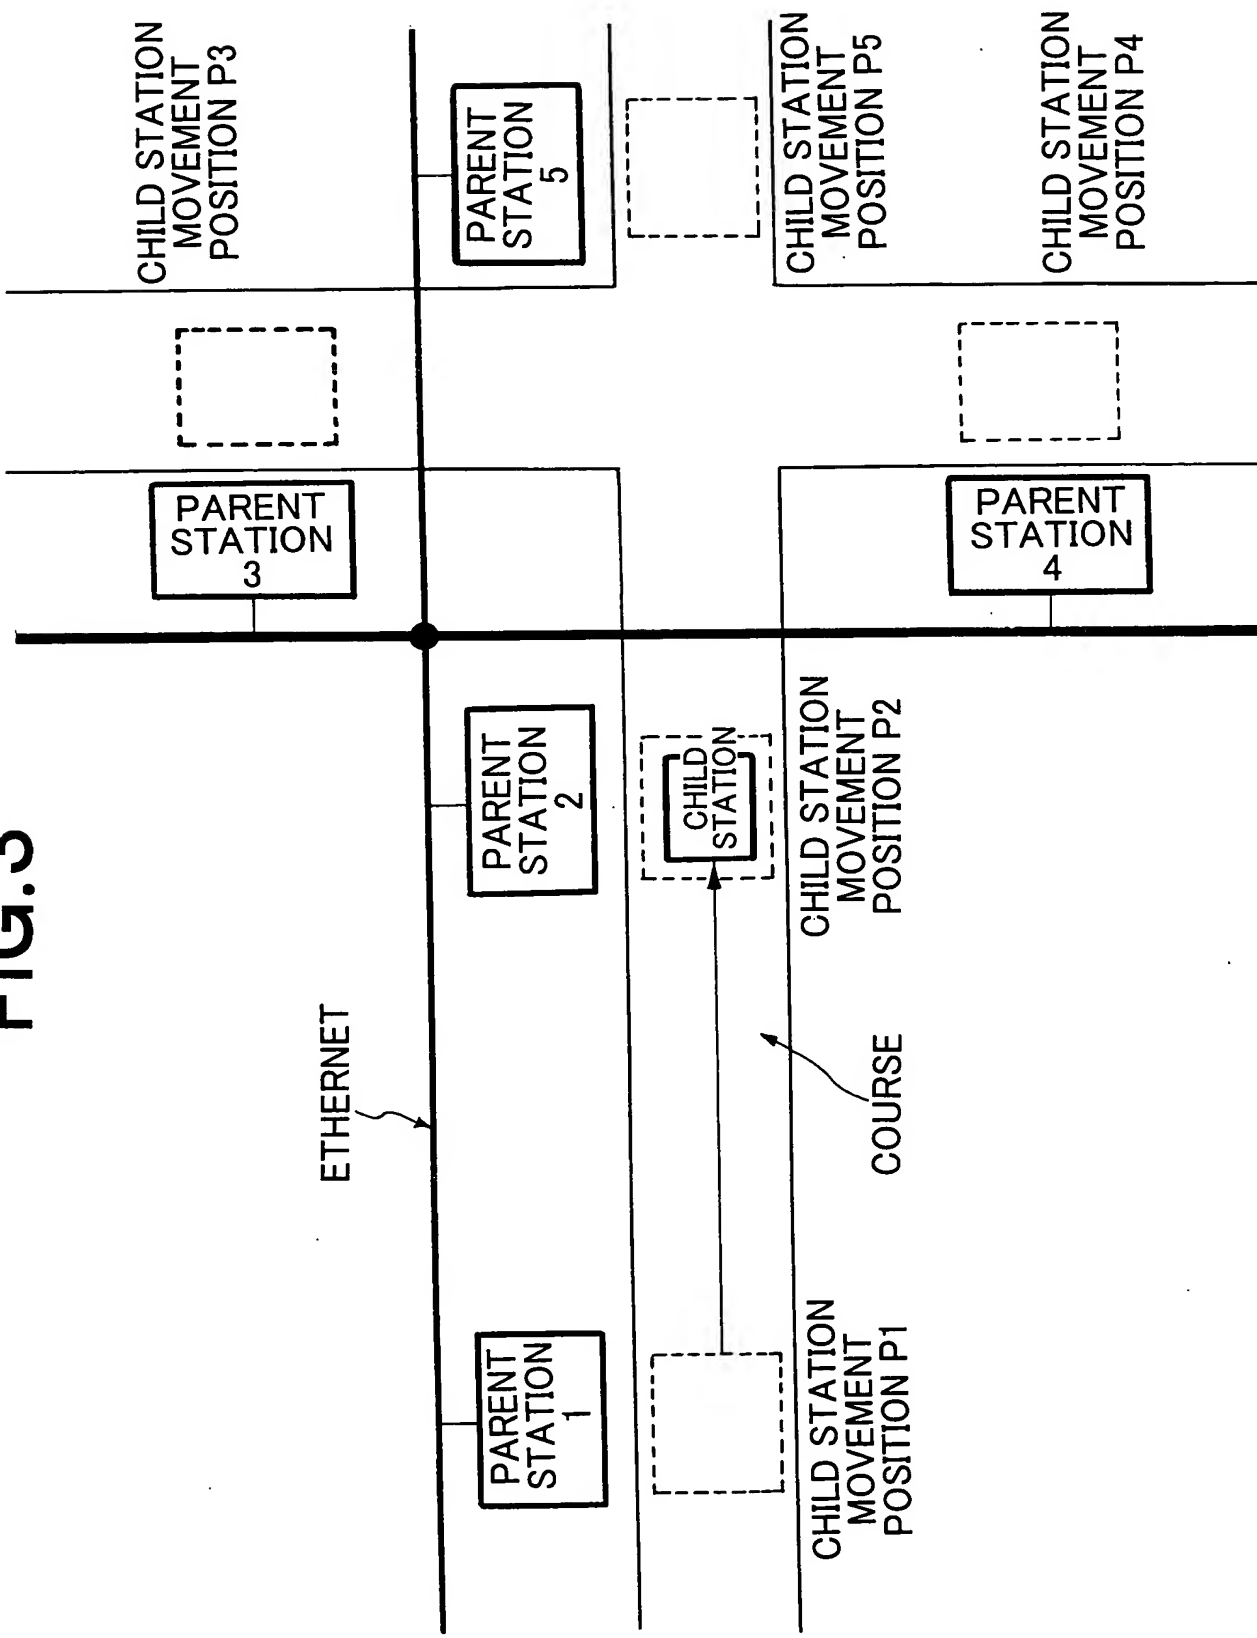 FIG.3
CHILD STATION
MOVEMENT
POSITION P3
PARENT
STATION
3
ETHERNET
PARENT
STATION
1
PARENT
STATION
2
PARENT
STATION
5
CHILD
STATION
CHILD STATION
MOVEMENT
POSITION P1
COURSE
CHILD STATION
MOVEMENT
POSITION P2
CHILD STATION
MOVEMENT
POSITION P5
PARENT
STATION
4
CHILD STATION
MOVEMENT
POSITION P4